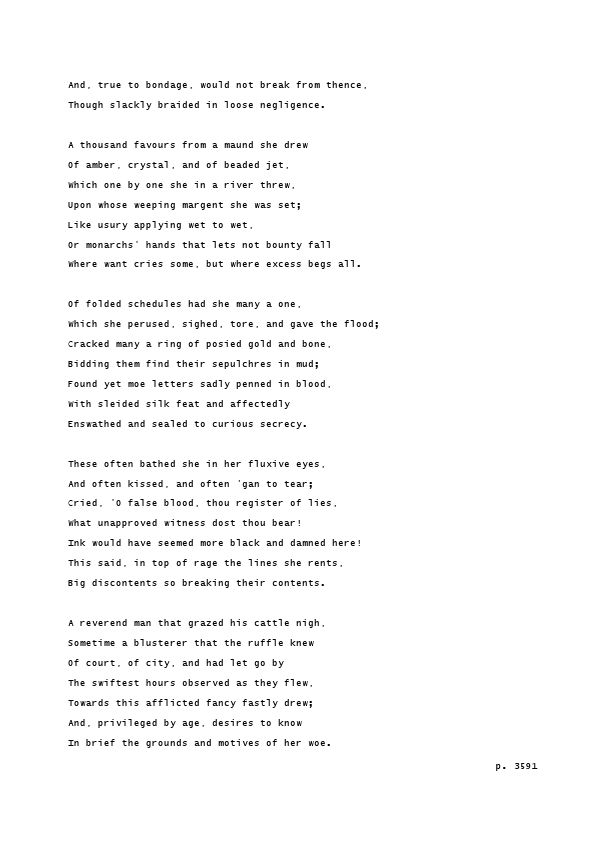 And, true to bondage, would not break from thence,
Though slackly braided in loose negligence.
A thousand favours from a maund she drew
Of amber, crystal, and of beaded jet,
Which one by one she in a river threw,
Upon whose weeping margent she was set;
Like usury applying wet to wet,
Or monarchs' hands that lets not bounty fall
Where want cries some, but where excess begs all.
Of folded schedules had she many a one,
Which she perused, sighed, tore, and gave the flood;
Cracked many a ring of posied gold and bone,
Bidding them find their sepulchres in mud;
Found yet moe letters sadly penned in blood,
With sleided silk feat and affectedly
Enswathed and sealed to curious secrecy.
These often bathed she in her fluxive eyes,
And often kissed, and often 'gan to tear;
Cried, 'O false blood, thou register of lies,
What unapproved witness dost thou bear!
Ink would have seemed more black and damned here!
This said, in top of rage the lines she rents,
Big discontents so breaking their contents.
A reverend man that grazed his cattle nigh,
Sometime a blusterer that the ruffle knew
Of court, of city, and had let go by
The swiftest hours observed as they flew,
Towards this afflicted fancy fastly drew;
And, privileged by age, desires to know
In brief the grounds and motives of her woe.
p. 3591